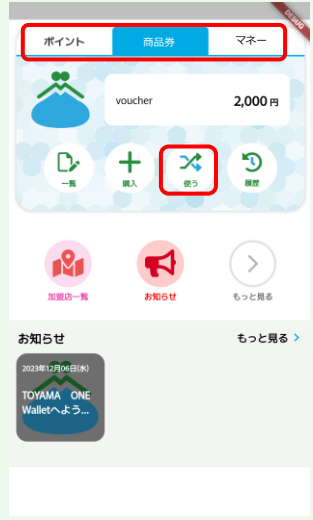 DEBUG
ポイント 商品券 マネー
voucher 2,000 円
一覧 購入 使う 履歴
加盟店一覧 お知らせ もっと見る
お知らせ もっと見る >
2023年12月06日(水)
TOYAMA ONE
Walletへよう...